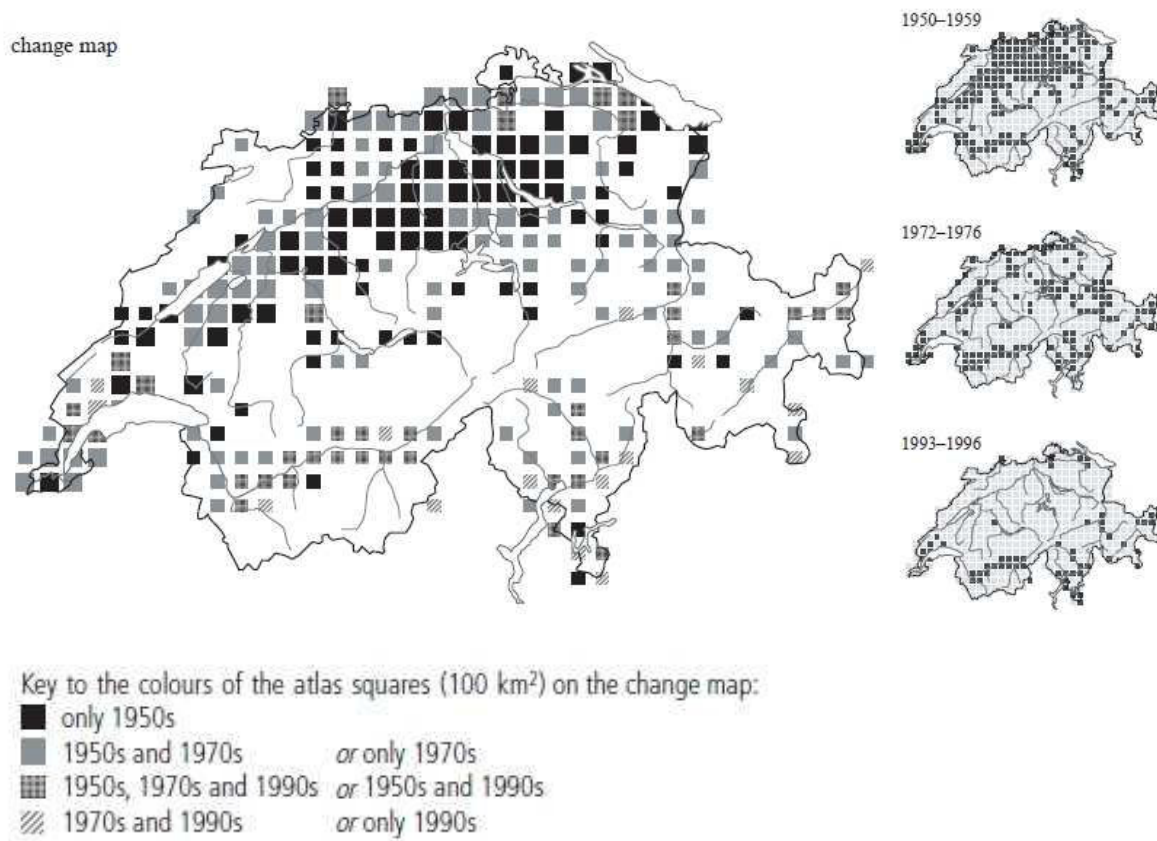 change map
1950–1959
1972–1976
1993–1996
Key to the colours of the atlas squares (100 km²) on the change map:
only 1950s
1950s and 1970s or only 1970s
1950s, 1970s and 1990s or 1950s and 1990s
1970s and 1990s or only 1990s